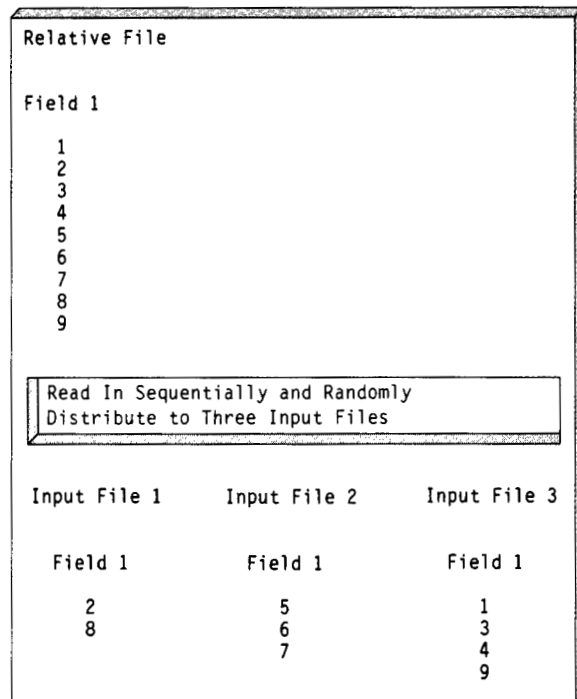 Relative File
Field 1
1
2
3
4
5
6
7
8
9
Read In Sequentially and Randomly
Distribute to Three Input Files
Input File 1 Input File 2 Input File 3
Field 1 Field 1 Field 1
2 5 1
8 6 3
7 4
9